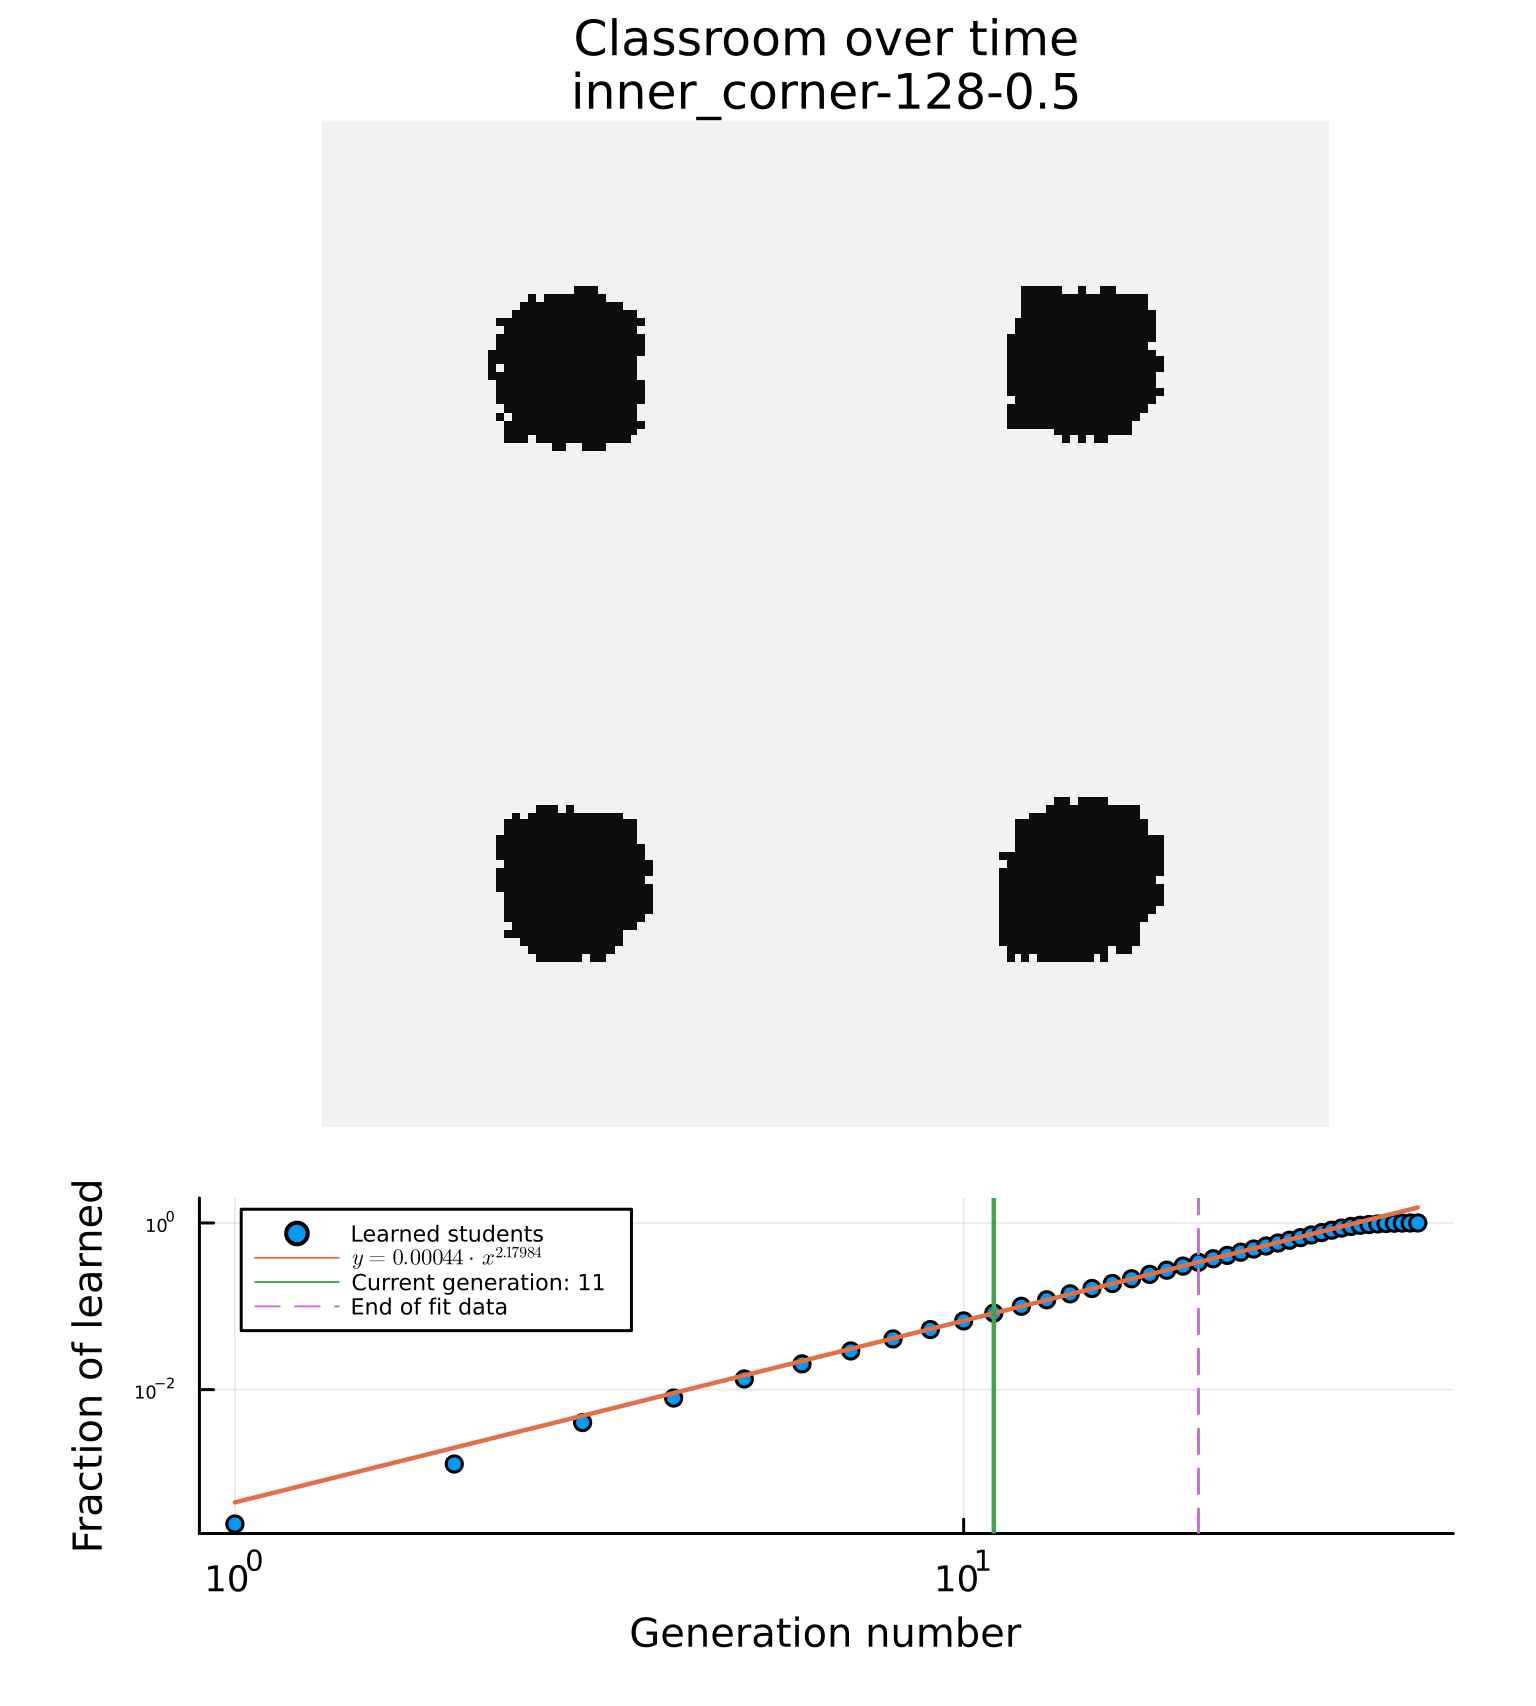 Classroom over time
inner_corner-128-0.5
Fraction of learned
10^0
10^−2
Learned students
y = 0.00044 · x^2.17984
Current generation: 11
End of fit data
10^0
10^1
Generation number